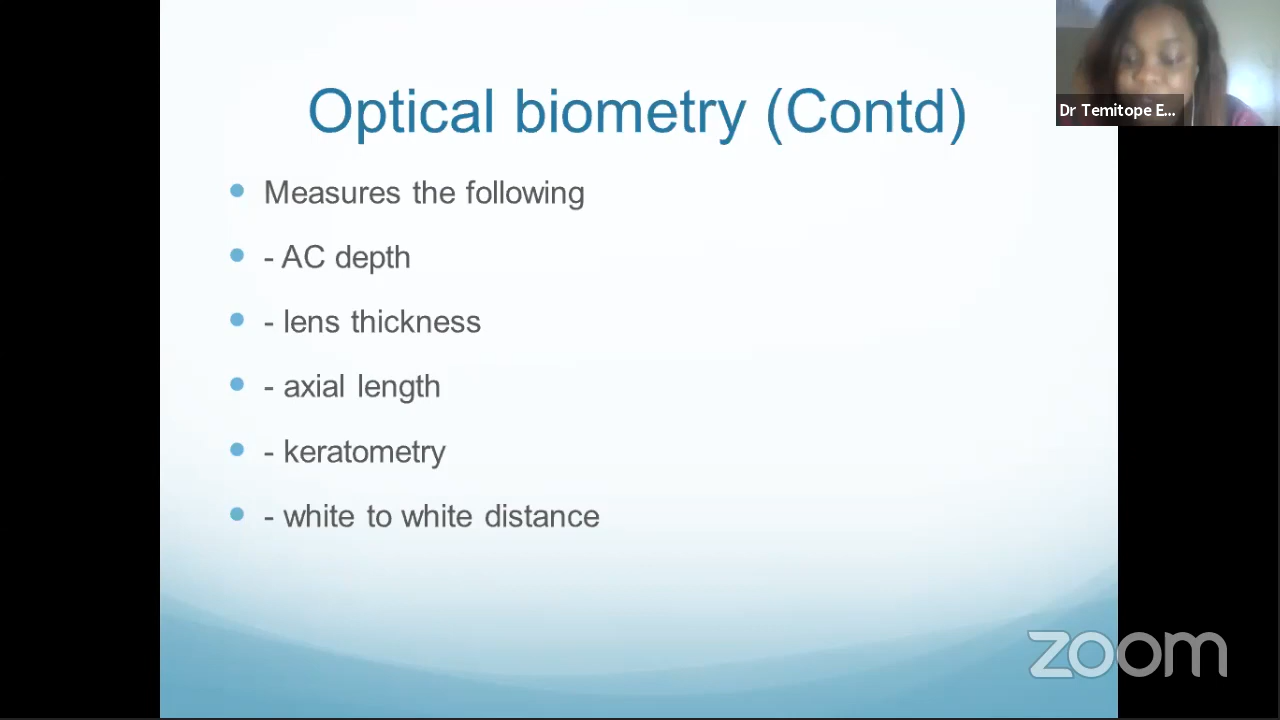 Optical biometry (Contd)
Dr Temitope E...
Measures the following
- AC depth
- lens thickness
- axial length
- keratometry
- white to white distance
zoom